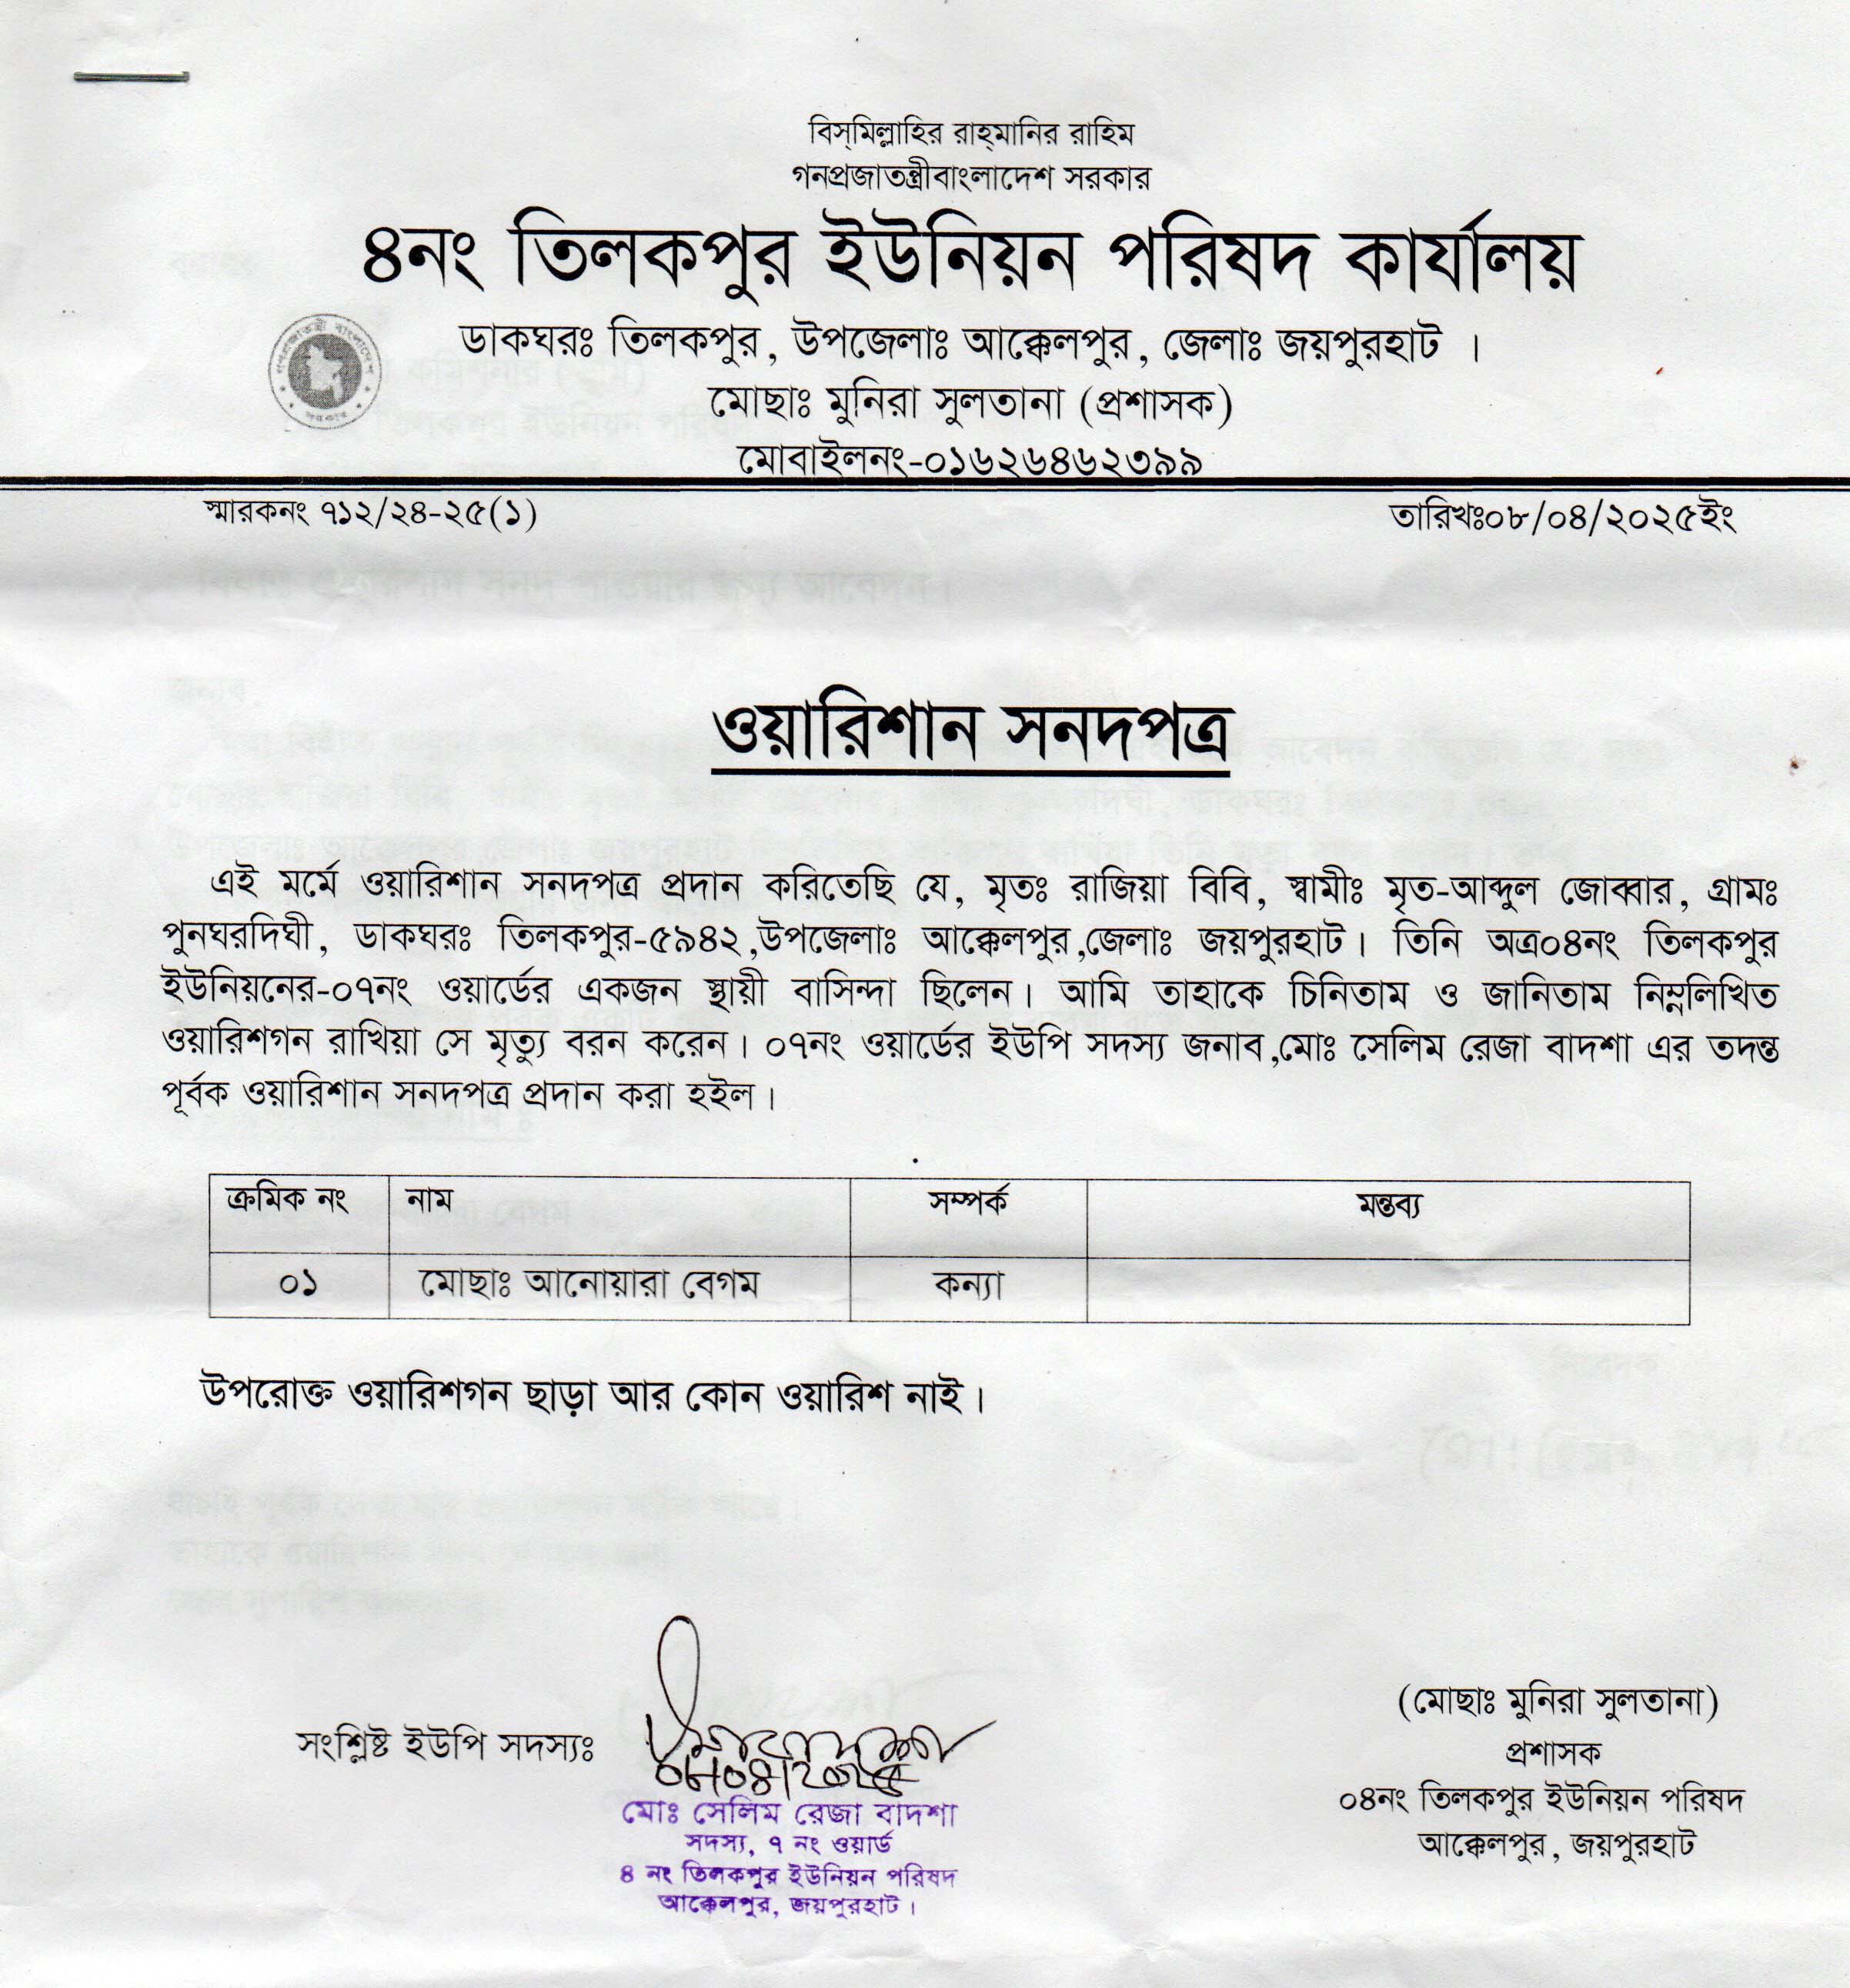 বিস্‌মিল্লাহির রাহ্‌মানির রাহিম
গনপ্রজাতন্ত্রীবাংলাদেশ সরকার
৪নং তিলকপুর ইউনিয়ন পরিষদ কার্যালয়
ডাকঘরঃ তিলকপুর, উপজেলাঃ আক্কেলপুর, জেলাঃ জয়পুরহাট ।
মোছাঃ মুনিরা সুলতানা (প্রশাসক)
মোবাইলনং-০১৬২৬৪৬২৩৯৯
গণপ্রজাতন্ত্রী বাংলাদেশ
সরকার
স্মারকনং ৭১২/২৪-২৫(১)
তারিখঃ০৮/০৪/২০২৫ইং
ওয়ারিশান সনদপত্র
এই মর্মে ওয়ারিশান সনদপত্র প্রদান করিতেছি যে, মৃতঃ রাজিয়া বিবি, স্বামীঃ মৃত-আব্দুল জোব্বার, গ্রামঃ
পুনঘরদিঘী, ডাকঘরঃ তিলকপুর-৫৯৪২,উপজেলাঃ আক্কেলপুর,জেলাঃ জয়পুরহাট। তিনি অত্র০৪নং তিলকপুর
ইউনিয়নের-০৭নং ওয়ার্ডের একজন স্থায়ী বাসিন্দা ছিলেন। আমি তাহাকে চিনিতাম ও জানিতাম নিম্নলিখিত
ওয়ারিশগন রাখিয়া সে মৃত্যু বরন করেন। ০৭নং ওয়ার্ডের ইউপি সদস্য জনাব,মোঃ সেলিম রেজা বাদশা এর তদন্ত
পূর্বক ওয়ারিশান সনদপত্র প্রদান করা হইল।
ক্রমিক নং নাম সম্পর্ক মন্তব্য
০১ মোছাঃ আনোয়ারা বেগম কন্যা
উপরোক্ত ওয়ারিশগন ছাড়া আর কোন ওয়ারিশ নাই।
সংশ্লিষ্ট ইউপি সদস্যঃ
মোঃ সেলিম রেজা বাদশা
সদস্য, ৭ নং ওয়ার্ড
৪ নং তিলকপুর ইউনিয়ন পরিষদ
আক্কেলপুর, জয়পুরহাট।
(মোছাঃ মুনিরা সুলতানা)
প্রশাসক
০৪নং তিলকপুর ইউনিয়ন পরিষদ
আক্কেলপুর, জয়পুরহাট